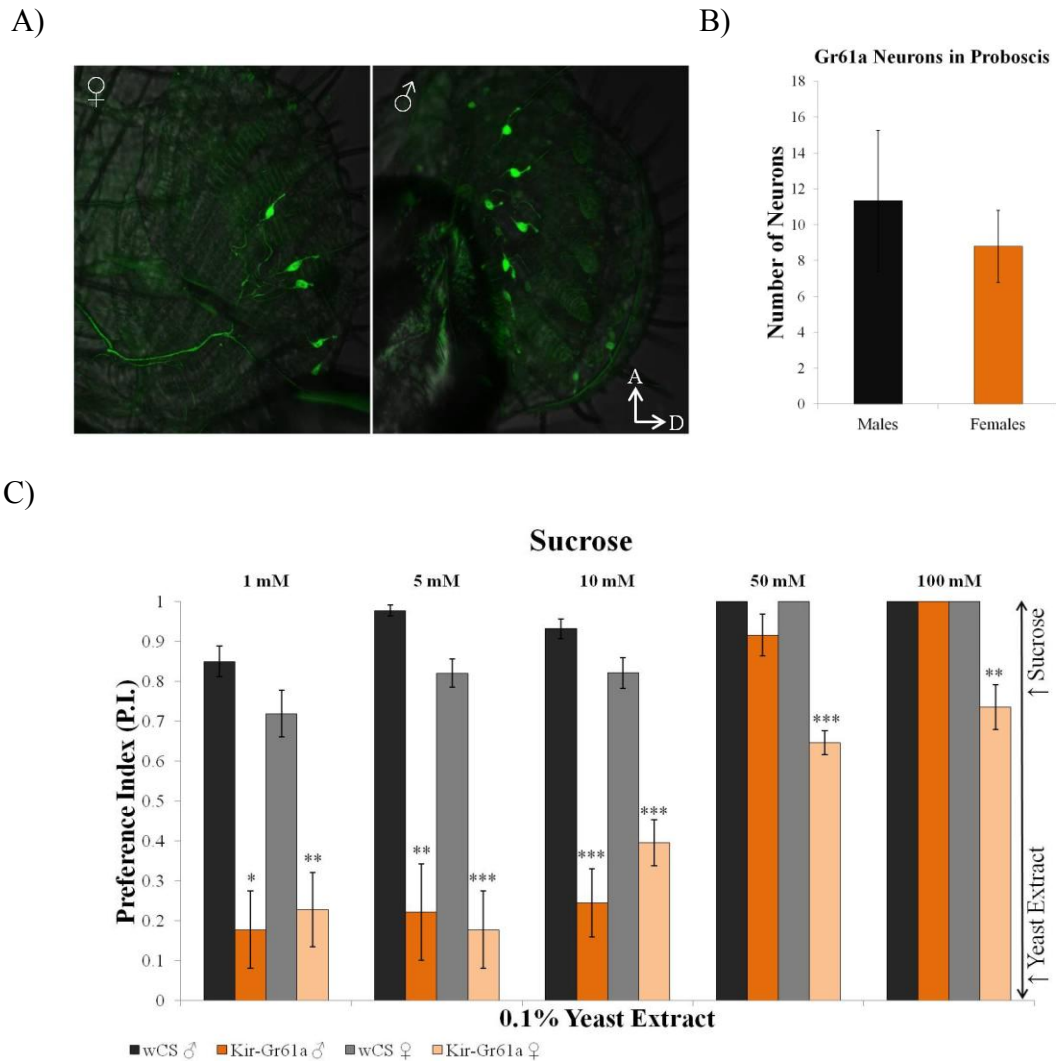 A)
♀
♂
A
D
B)
Gr61a Neurons in Proboscis
Number of Neurons
18
16
14
12
10
8
6
4
2
0
Males
Females
C)
Sucrose
1 mM
5 mM
10 mM
50 mM
100 mM
Preference Index (P.I.)
1
0.9
0.8
0.7
0.6
0.5
0.4
0.3
0.2
0.1
0
*
**
**
***
***
***
***
**
↑ Sucrose
↑ Yeast Extract
0.1% Yeast Extract
wCS ♂ Kir-Gr61a ♂ wCS ♀ Kir-Gr61a ♀